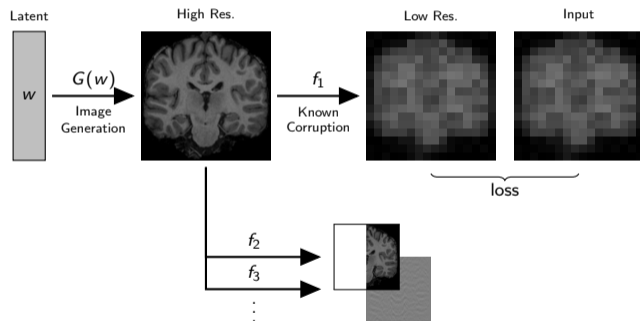 Latent
High Res.
Low Res.
Input
w
G(w)
Image
Generation
f₁
Known
Corruption
loss
f₂
f₃
⋮